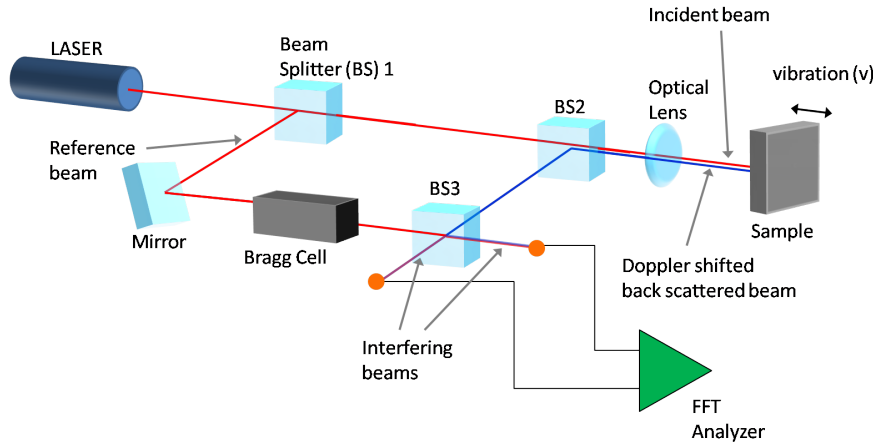 LASER
Beam
Splitter (BS) 1
Incident beam
vibration (v)
Optical
Lens
BS2
Reference
beam
BS3
Mirror
Bragg Cell
Sample
Doppler shifted
back scattered beam
Interfering
beams
FFT
Analyzer